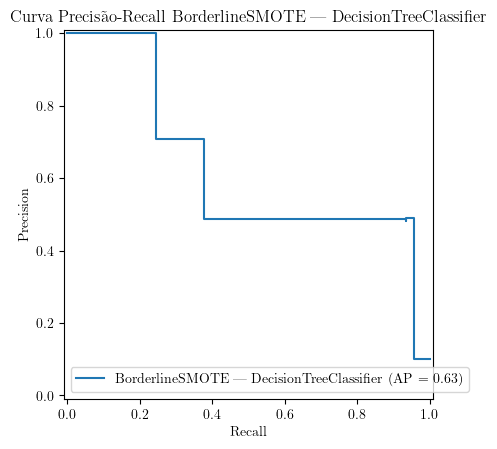 Curva Precisão-Recall BorderlineSMOTE — DecisionTreeClassifier
1.0
0.8
0.6
0.4
0.2
0.0
Precision
BorderlineSMOTE — DecisionTreeClassifier (AP = 0.63)
0.0 0.2 0.4 0.6 0.8 1.0
Recall